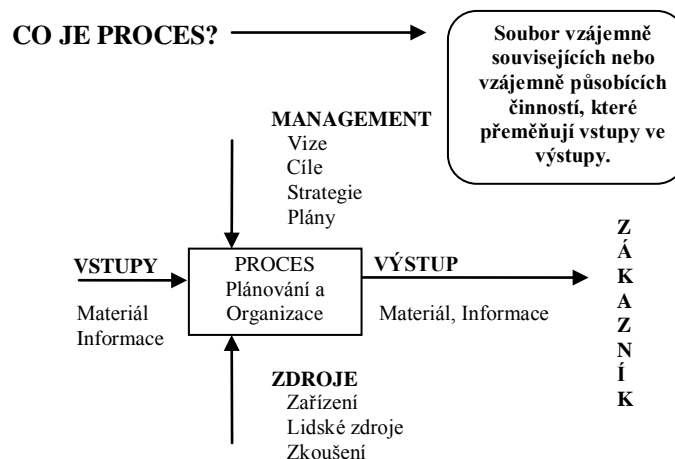 CO JE PROCES?
Soubor vzájemně
souvisejících nebo
vzájemně působících
činností, které
přeměňují vstupy ve
výstupy.
MANAGEMENT
Vize
Cíle
Strategie
Plány
VSTUPY
Materiál
Informace
PROCES
Plánování a
Organizace
VÝSTUP
Materiál, Informace
Z
Á
K
A
Z
N
Í
K
ZDROJE
Zařízení
Lidské zdroje
Zkoušení